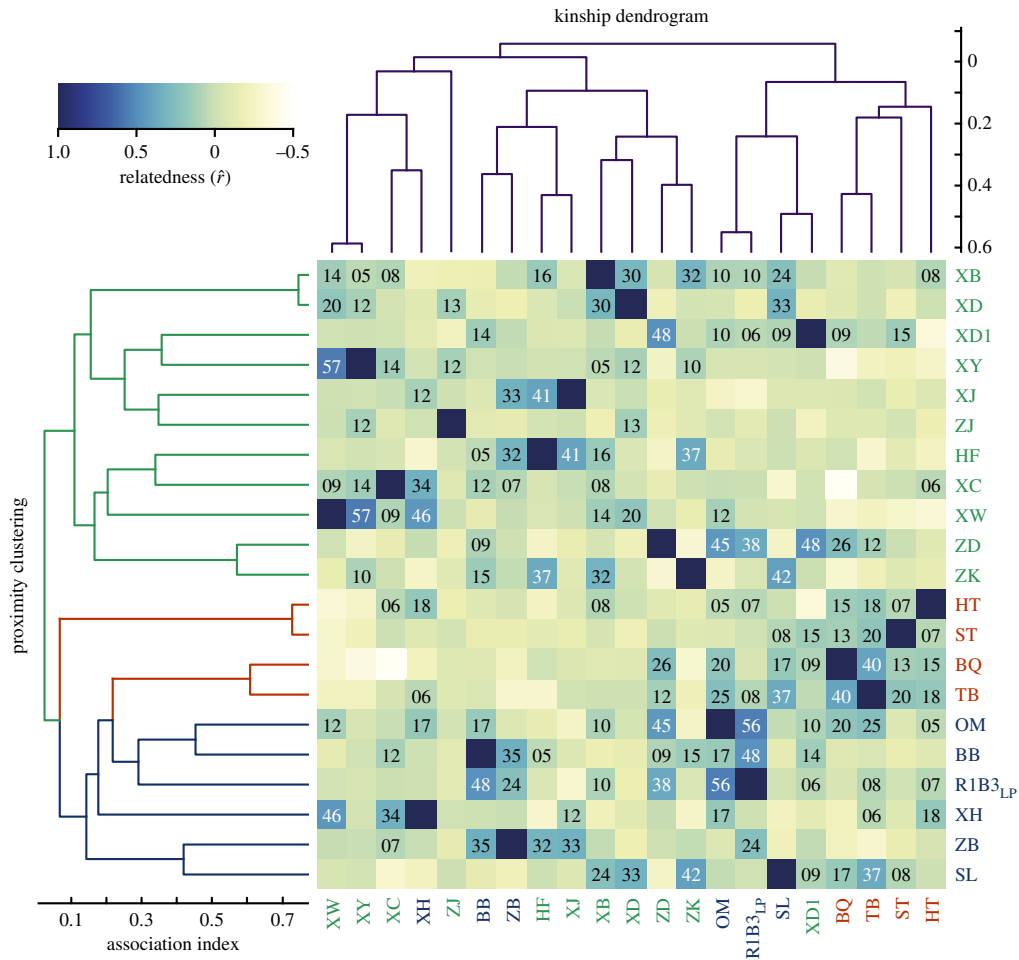 kinship dendrogram
0
0.2
0.4
0.6
1.0 0.5 0 –0.5
relatedness (r̂)
14 05 08 16 30 32 10 10 24 08 XB
20 12 13 30 33 XD
14 48 10 06 09 09 15 XD1
57 14 12 05 12 10 XY
12 33 41 XJ
12 13 ZJ
05 32 41 16 37 HF
09 14 34 12 07 08 06 XC
57 09 46 14 20 12 XW
09 45 38 48 26 12 ZD
10 15 37 32 42 ZK
06 18 08 05 07 15 18 07 HT
08 15 13 20 07 ST
26 20 17 09 40 13 15 BQ
06 12 25 08 37 40 20 18 TB
12 17 17 10 45 56 10 20 25 05 OM
12 35 05 09 15 17 48 14 BB
48 24 10 38 56 06 08 07 R1B3LP
46 34 12 17 06 18 XH
07 35 32 33 24 ZB
24 33 42 09 17 37 08 SL
proximity clustering
0.1 0.3 0.5 0.7
association index
XW XY XC XH ZJ BB ZB HF XJ XB XD ZD ZK OM R1B3LP SL XD1 BQ TB ST HT